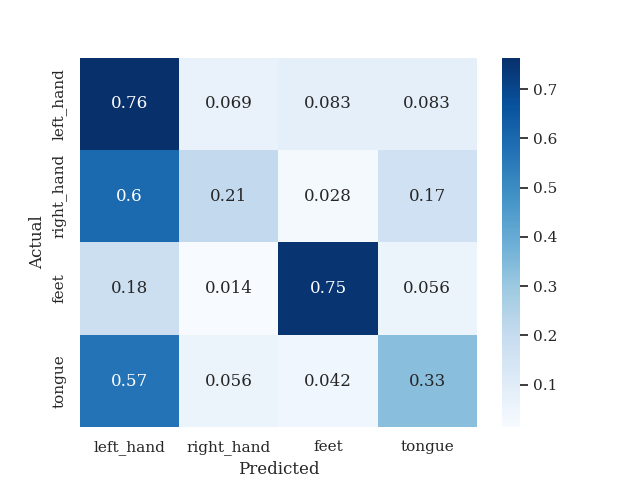 left_hand 0.76 0.069 0.083 0.083
right_hand 0.6 0.21 0.028 0.17
feet 0.18 0.014 0.75 0.056
tongue 0.57 0.056 0.042 0.33
Actual
left_hand right_hand feet tongue
Predicted
0.7
0.6
0.5
0.4
0.3
0.2
0.1